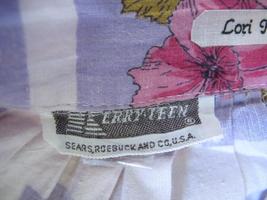 Lori
KERRY-TEEN ®
SEARS, ROEBUCK AND CO, U.S.A.